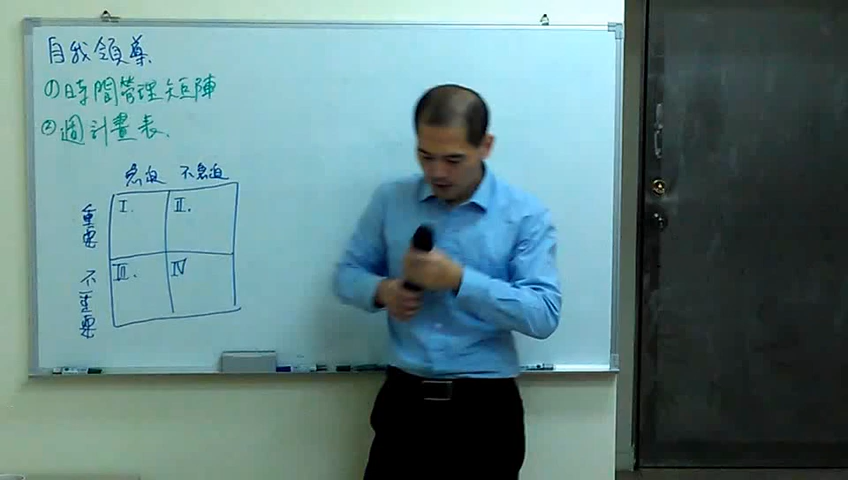 自我領導
①時間管理矩陣
②週計畫表.
急迫 不急迫
重要 I. II.
不重要 III. IV